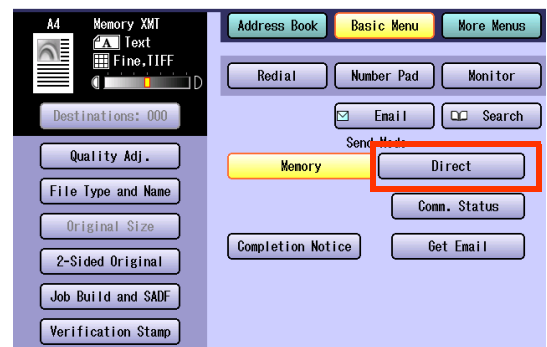 A4 Memory XMT
A Text
Fine,TIFF
D
Destinations: 000
Quality Adj.
File Type and Name
Original Size
2-Sided Original
Job Build and SADF
Verification Stamp
Address Book Basic Menu More Menus
Redial Number Pad Monitor
Email Search
Send Mode
Memory Direct
Comm. Status
Completion Notice Get Email